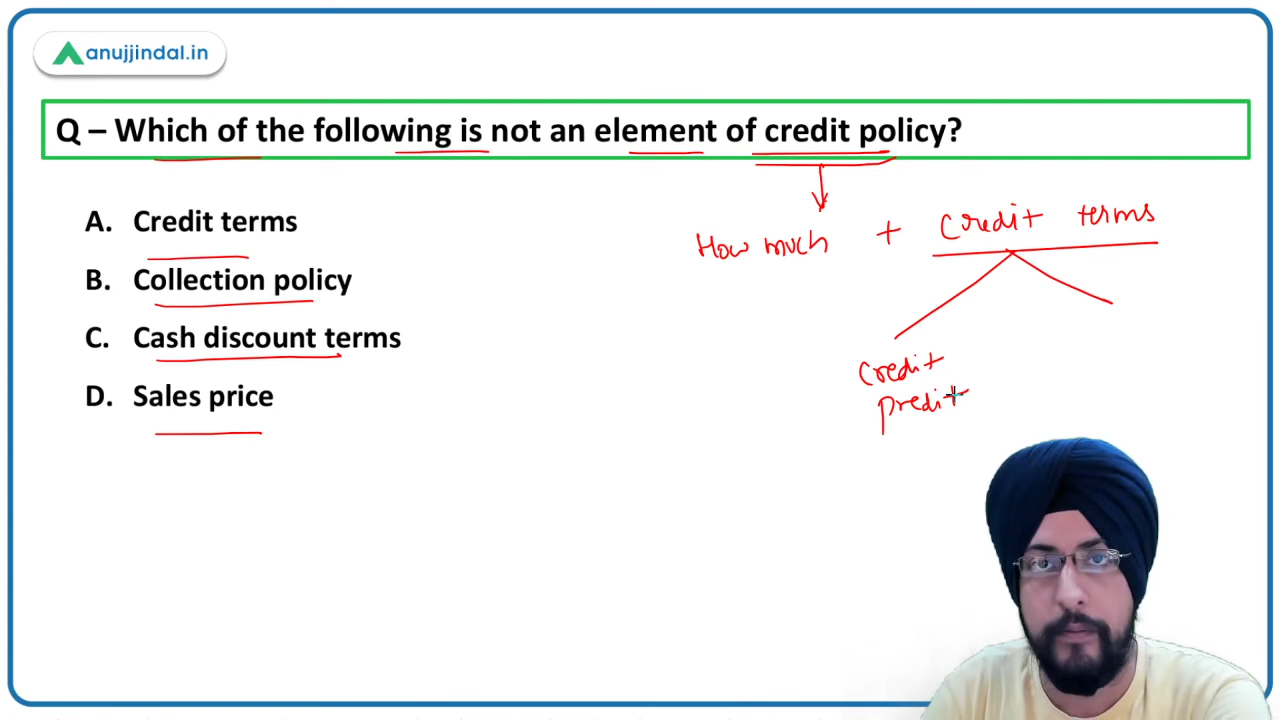 anujjindal.in
Q – Which of the following is not an element of credit policy?
A. Credit terms
B. Collection policy
C. Cash discount terms
D. Sales price
How much + credit terms
credit
predit